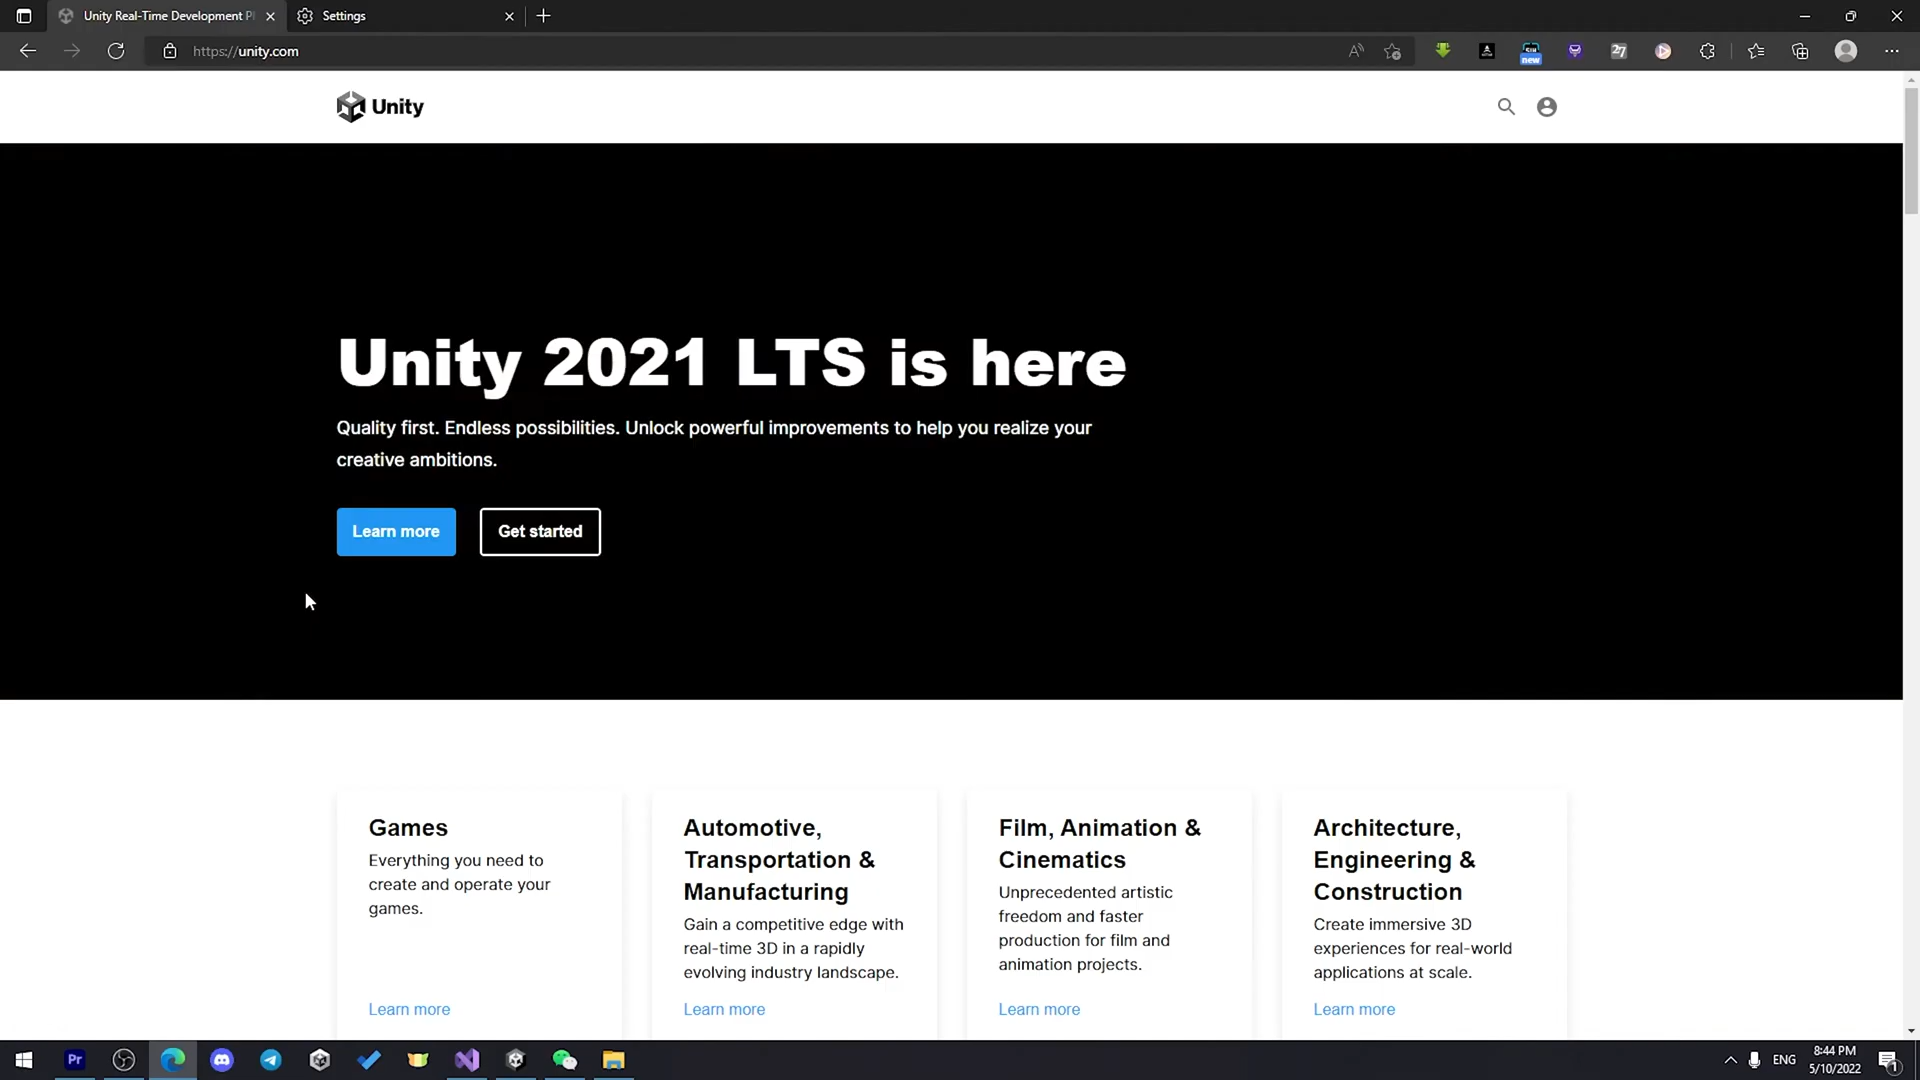 Unity Real-Time Development Pl
Settings
https://unity.com
new
27
Unity
Unity 2021 LTS is here
Quality first. Endless possibilities. Unlock powerful improvements to help you realize your
creative ambitions.
Learn more
Get started
Games
Everything you need to
create and operate your
games.
Learn more
Automotive,
Transportation &
Manufacturing
Gain a competitive edge with
real-time 3D in a rapidly
evolving industry landscape.
Learn more
Film, Animation &
Cinematics
Unprecedented artistic
freedom and faster
production for film and
animation projects.
Learn more
Architecture,
Engineering &
Construction
Create immersive 3D
experiences for real-world
applications at scale.
Learn more
Pr
ENG
8:44 PM
5/10/2022
1